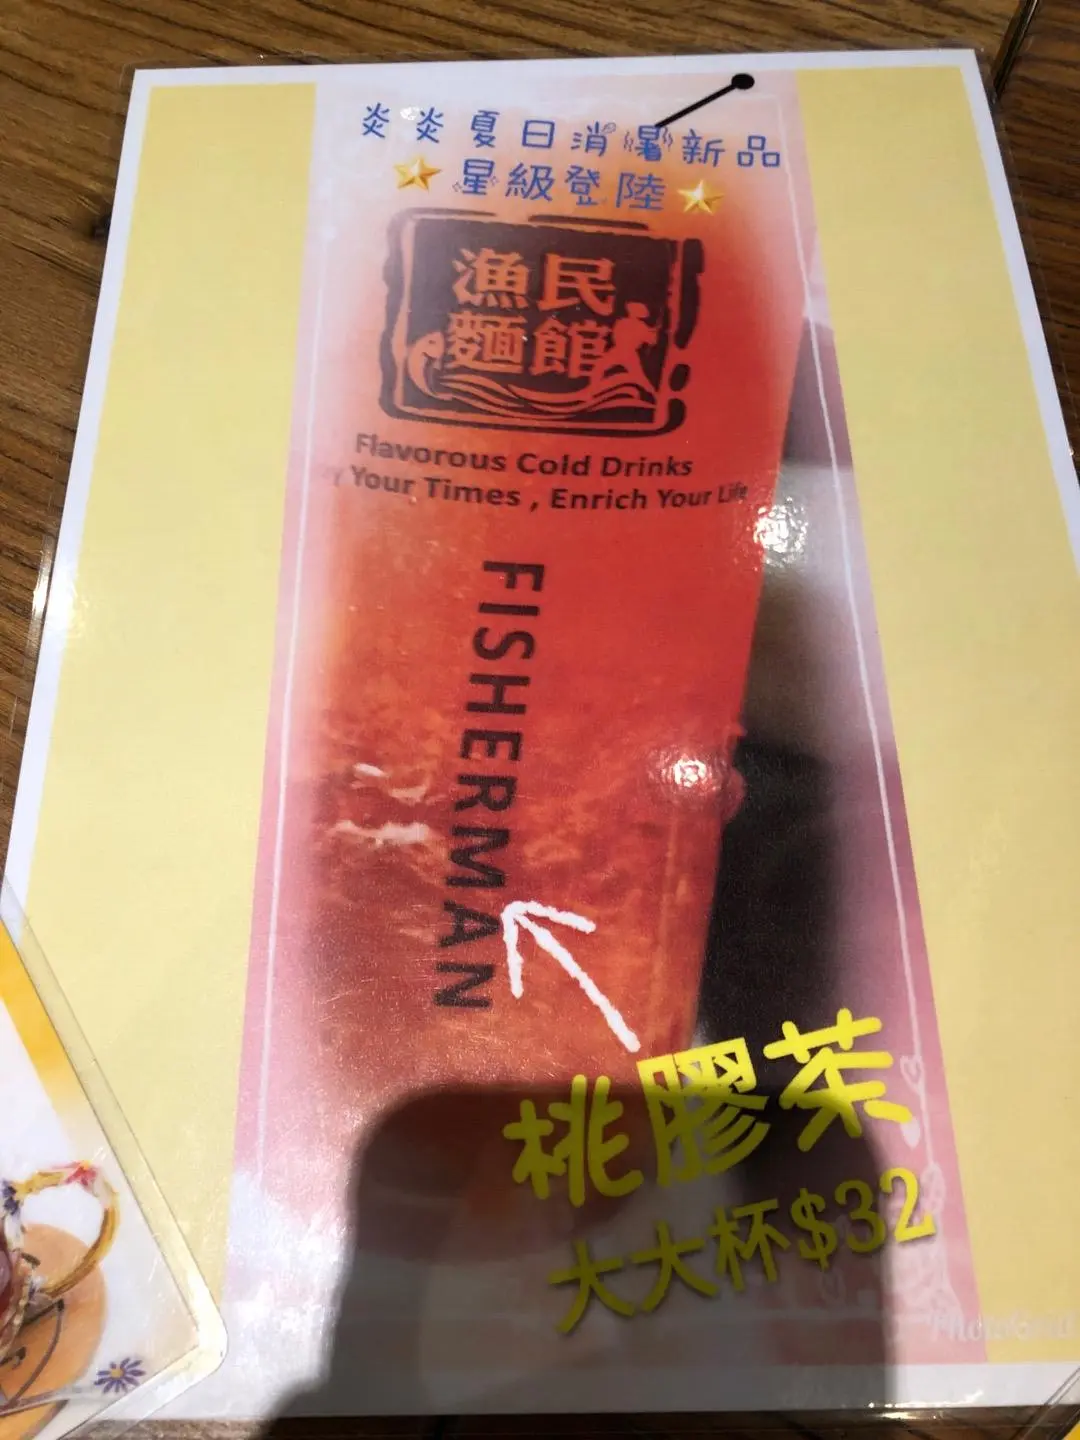 炎炎夏日消暑新品
星級登陸
漁民
麵館
Flavorous Cold Drinks
Your Times , Enrich Your Life
FISHERMAN
桃膠茶
大大杯$32